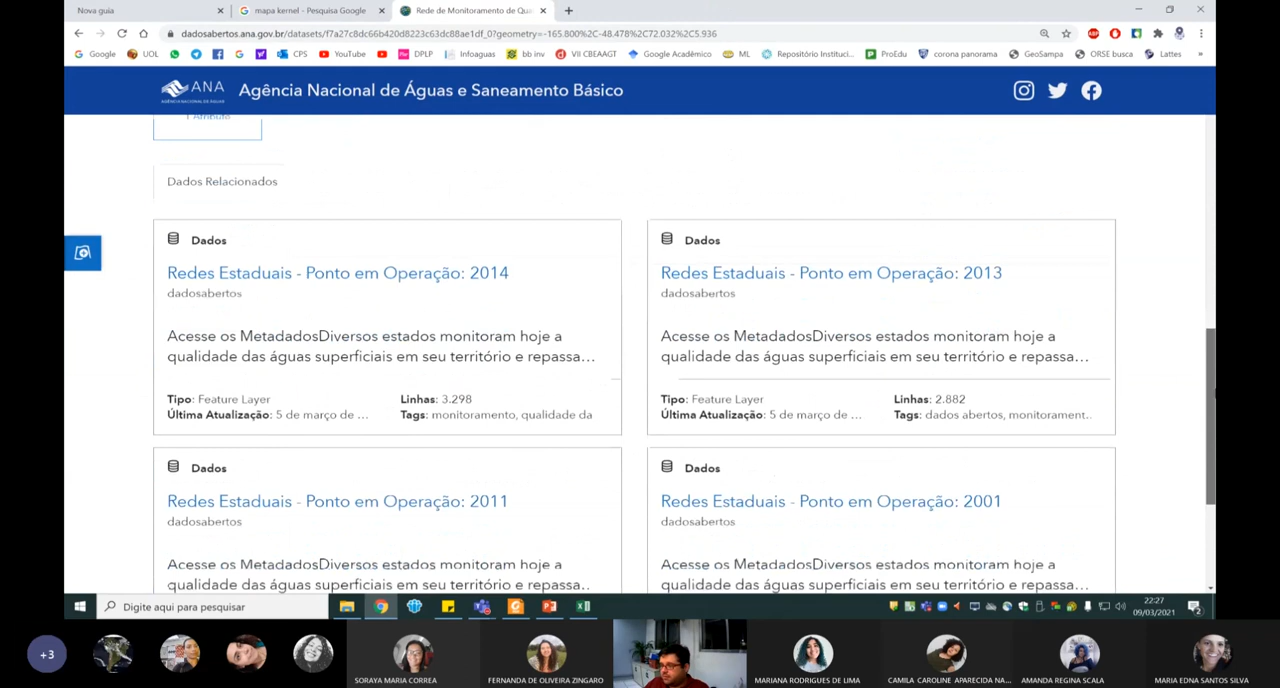 Nova guia
mapa kernel - Pesquisa Google
Rede de Monitoramento de Qua
dadosabertos.ana.gov.br/datasets/f7a27c8dc66b420d8223c63dc88ae1df_0?geometry=-165.800%2C-48.478%2C72.032%2C5.936
Google UOL CPS YouTube DPLP Infoaguas bb inv VII CBEAAGT Google Acadêmico ML Repositório Instituci... ProEdu corona panorama GeoSampa ORSE busca Lattes
ANA
AGÊNCIA NACIONAL DE ÁGUAS
Agência Nacional de Águas e Saneamento Básico
1 Atributo
Dados Relacionados
Dados
Redes Estaduais - Ponto em Operação: 2014
dadosabertos
Acesse os MetadadosDiversos estados monitoram hoje a
qualidade das águas superficiais em seu território e repassa...
Tipo: Feature Layer Linhas: 3.298
Última Atualização: 5 de março de ... Tags: monitoramento, qualidade da
Dados
Redes Estaduais - Ponto em Operação: 2013
dadosabertos
Acesse os MetadadosDiversos estados monitoram hoje a
qualidade das águas superficiais em seu território e repassa...
Tipo: Feature Layer Linhas: 2.882
Última Atualização: 5 de março de ... Tags: dados abertos, monitorament..
Dados
Redes Estaduais - Ponto em Operação: 2011
dadosabertos
Acesse os MetadadosDiversos estados monitoram hoje a
qualidade das águas superficiais em seu território e repassa..
Dados
Redes Estaduais - Ponto em Operação: 2001
dadosabertos
Acesse os MetadadosDiversos estados monitoram hoje a
qualidade das águas superficiais em seu território e repassa...
Digite aqui para pesquisar
22:27
09/03/2021
+3
SORAYA MARIA CORREA
FERNANDA DE OLIVEIRA ZINGARO
MARIANA RODRIGUES DE LIMA
CAMILA CAROLINE APARECIDA NA...
AMANDA REGINA SCALA
MARIA EDNA SANTOS SILVA